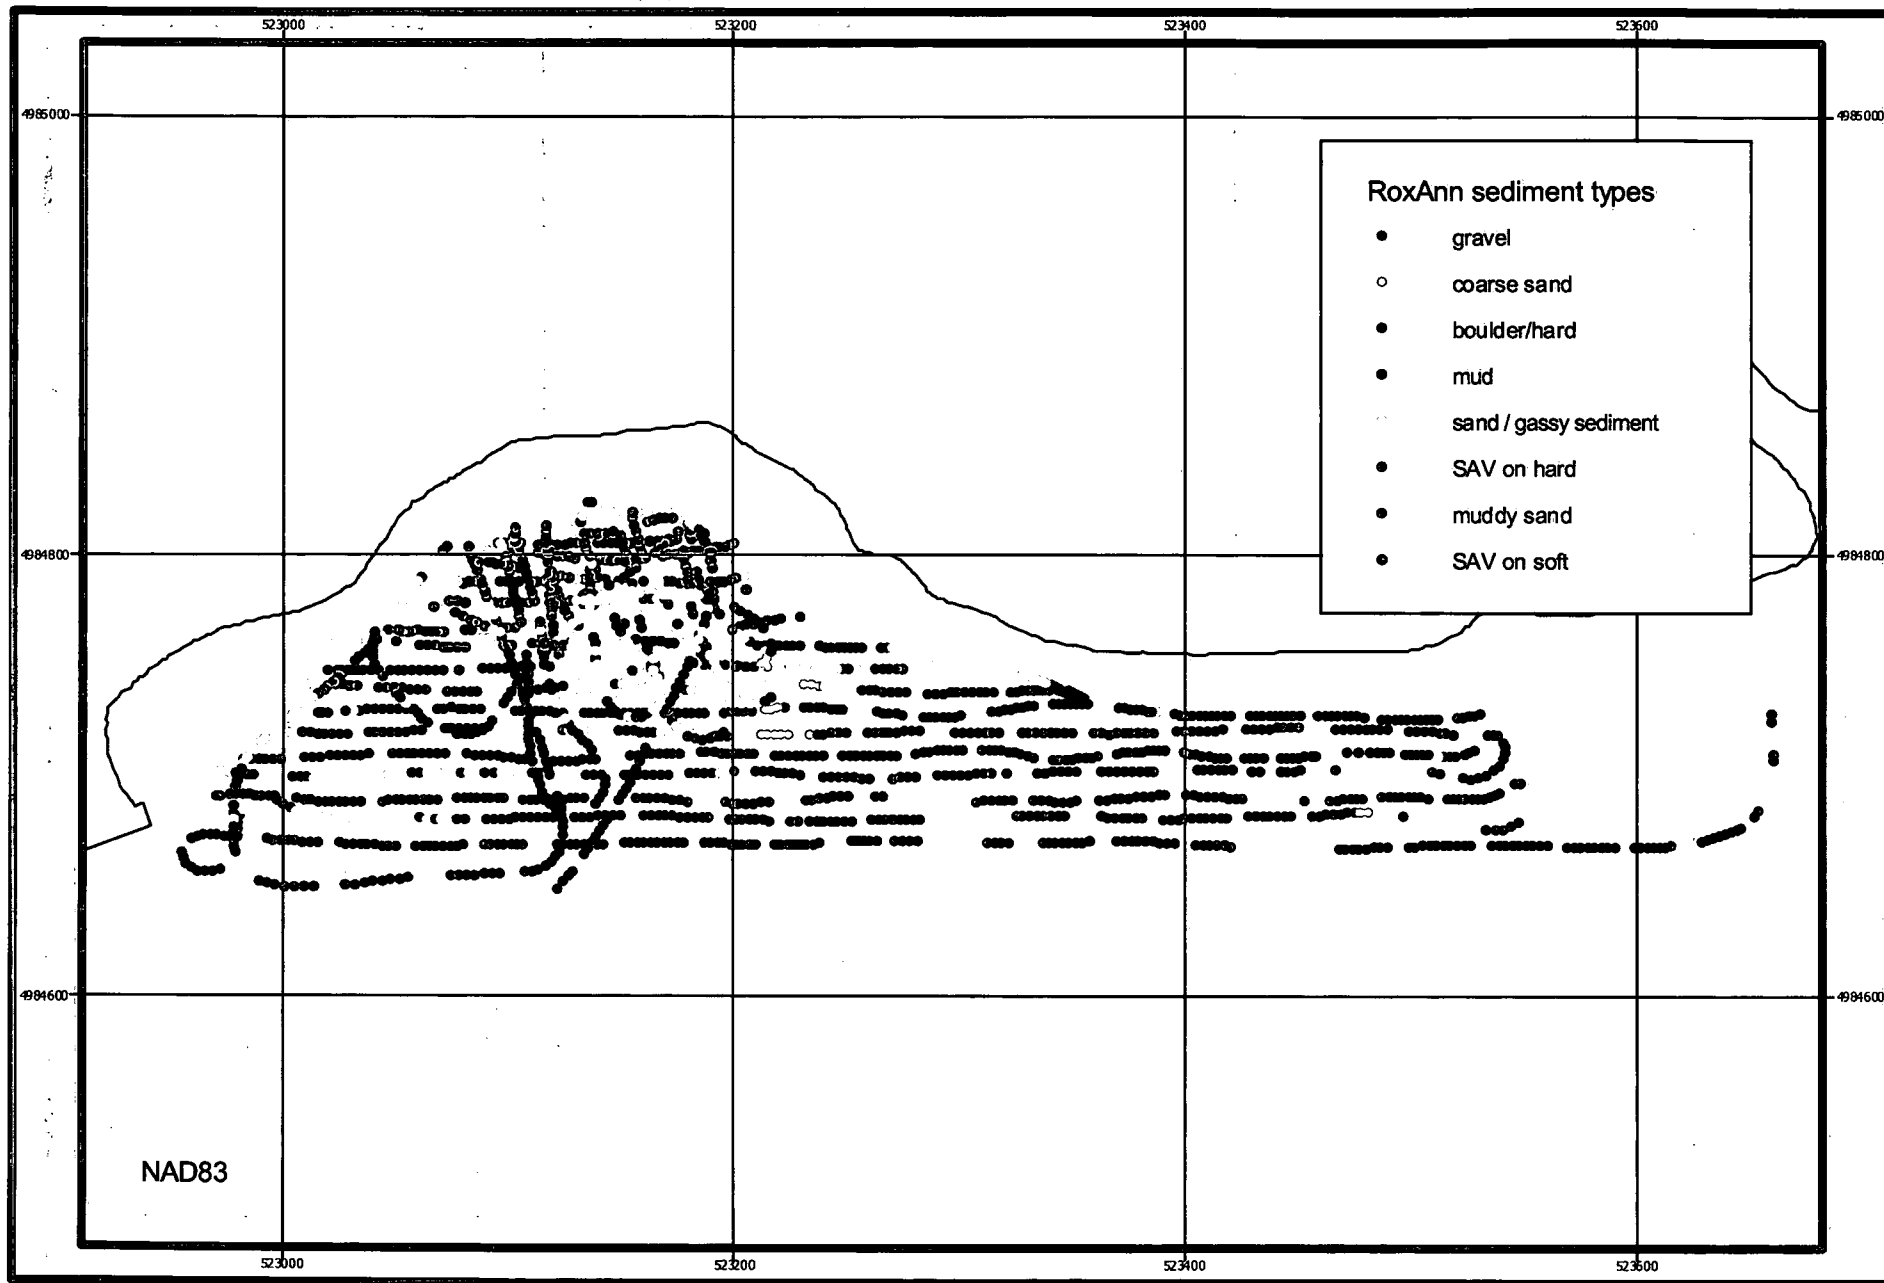 523000 523200 523400 523600
4985000 4985000
RoxAnn sediment types
gravel
coarse sand
boulder/hard
mud
sand / gassy sediment
SAV on hard
muddy sand
SAV on soft
4984800 4984800
4984600 4984600
NAD83
523000 523200 523400 523600